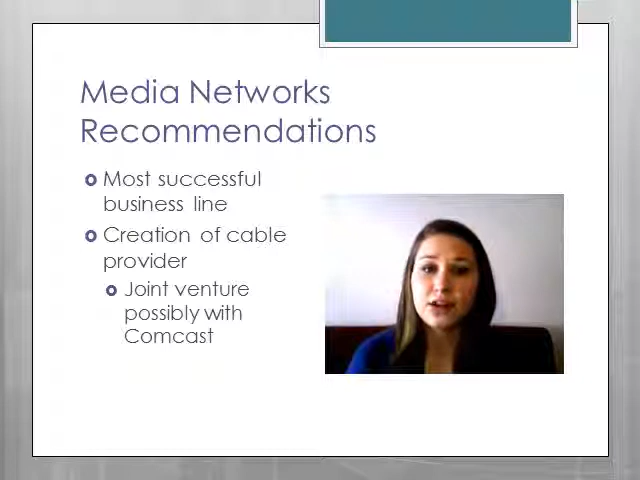 Media Networks
Recommendations
Most successful
business line
Creation of cable
provider
Joint venture
possibly with
Comcast